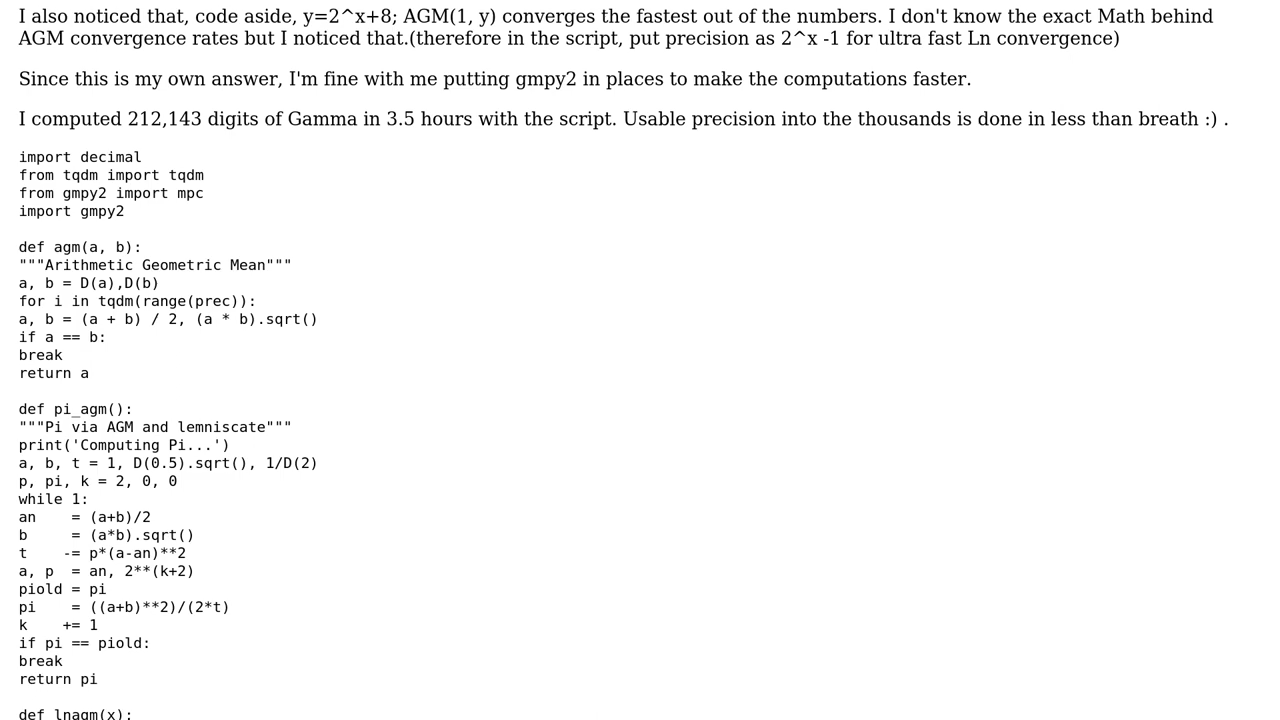 I also noticed that, code aside, y=2^x+8; AGM(1, y) converges the fastest out of the numbers. I don't know the exact Math behind
AGM convergence rates but I noticed that.(therefore in the script, put precision as 2^x -1 for ultra fast Ln convergence)
Since this is my own answer, I'm fine with me putting gmpy2 in places to make the computations faster.
I computed 212,143 digits of Gamma in 3.5 hours with the script. Usable precision into the thousands is done in less than breath :) .
import decimal
from tqdm import tqdm
from gmpy2 import mpc
import gmpy2
def agm(a, b):
"""Arithmetic Geometric Mean"""
a, b = D(a),D(b)
for i in tqdm(range(prec)):
a, b = (a + b) / 2, (a * b).sqrt()
if a == b:
break
return a
def pi_agm():
"""Pi via AGM and lemniscate"""
print('Computing Pi...')
a, b, t = 1, D(0.5).sqrt(), 1/D(2)
p, pi, k = 2, 0, 0
while 1:
an    = (a+b)/2
b     = (a*b).sqrt()
t    -= p*(a-an)**2
a, p  = an, 2**(k+2)
piold = pi
pi    = ((a+b)**2)/(2*t)
k    += 1
if pi == piold:
break
return pi
def lnagm(x):